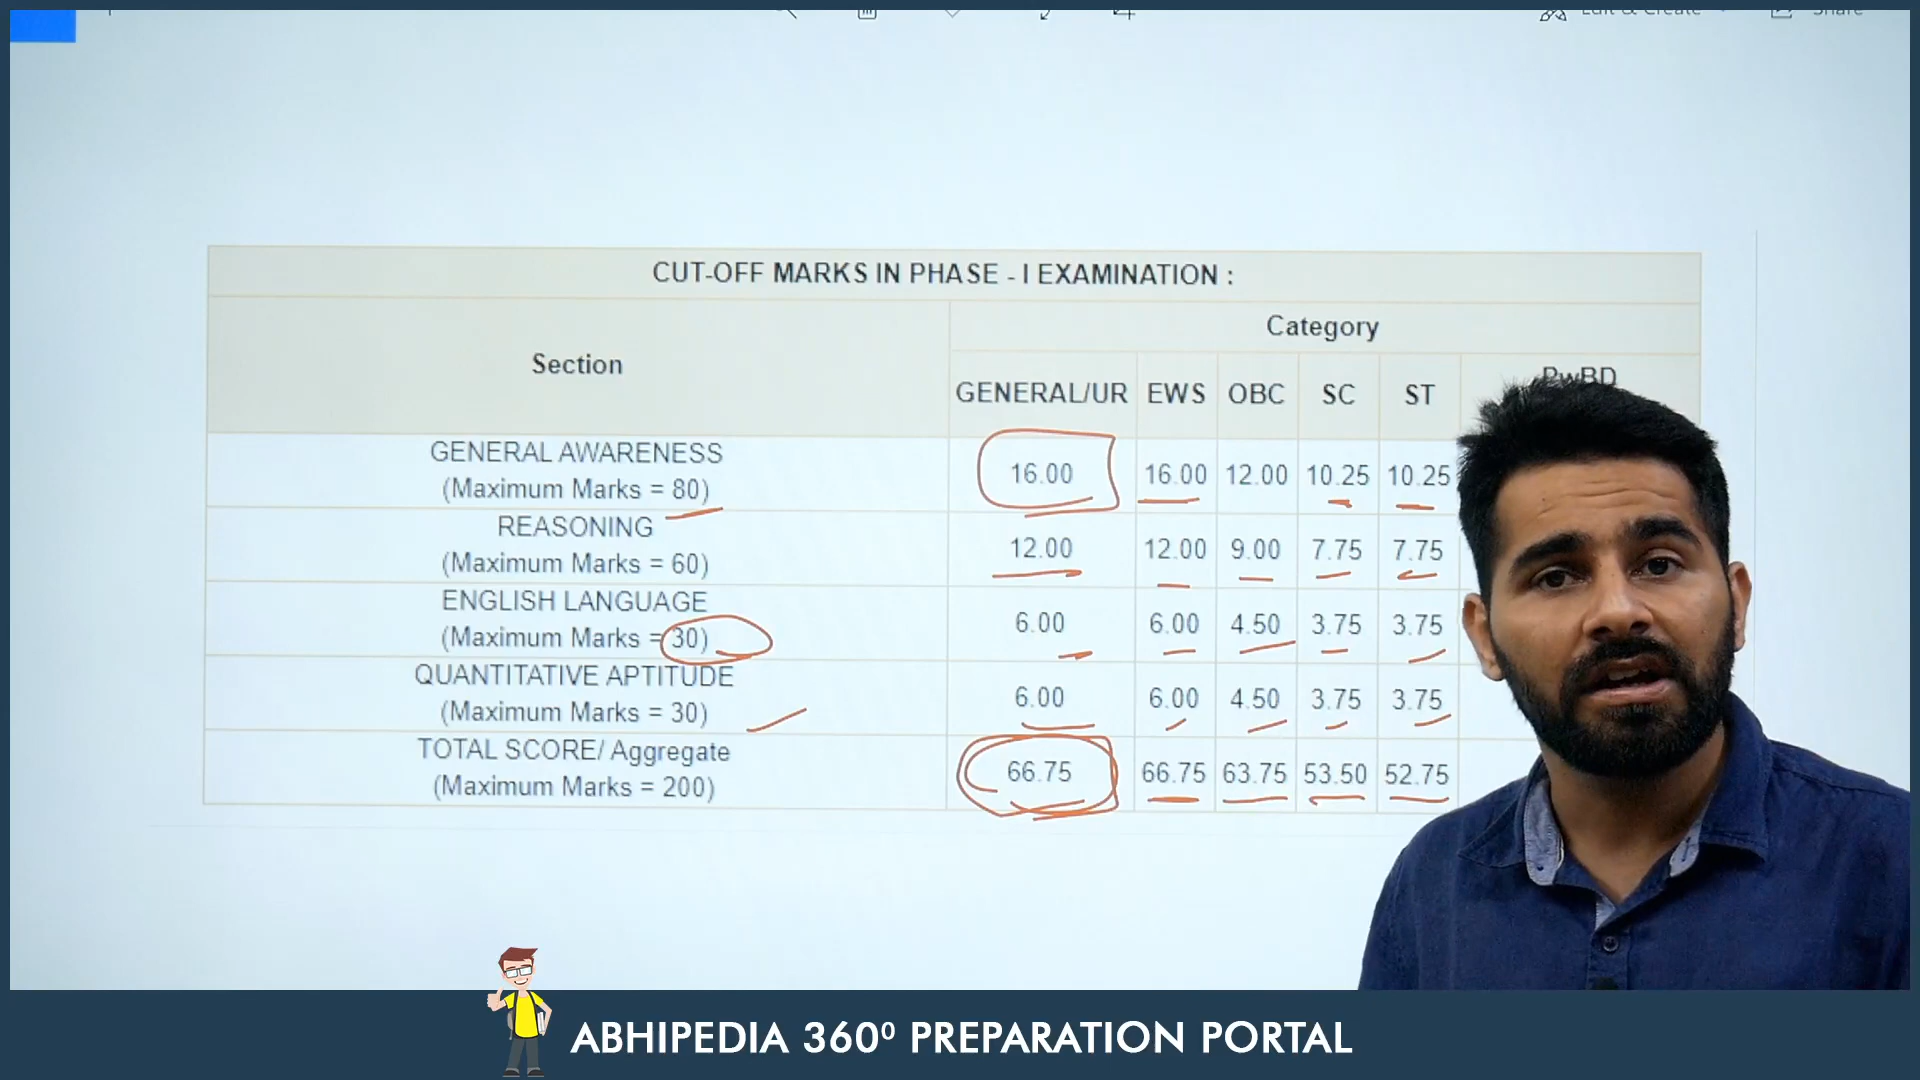 Edit & Create
Share
CUT-OFF MARKS IN PHASE - I EXAMINATION :
Section
Category
GENERAL/UR EWS OBC SC ST PwBD
GENERAL AWARENESS
(Maximum Marks = 80)
16.00 16.00 12.00 10.25 10.25
REASONING
(Maximum Marks = 60)
12.00 12.00 9.00 7.75 7.75
ENGLISH LANGUAGE
(Maximum Marks = 30)
6.00 6.00 4.50 3.75 3.75
QUANTITATIVE APTITUDE
(Maximum Marks = 30)
6.00 6.00 4.50 3.75 3.75
TOTAL SCORE/ Aggregate
(Maximum Marks = 200)
66.75 66.75 63.75 53.50 52.75
ABHIPEDIA 360⁰ PREPARATION PORTAL